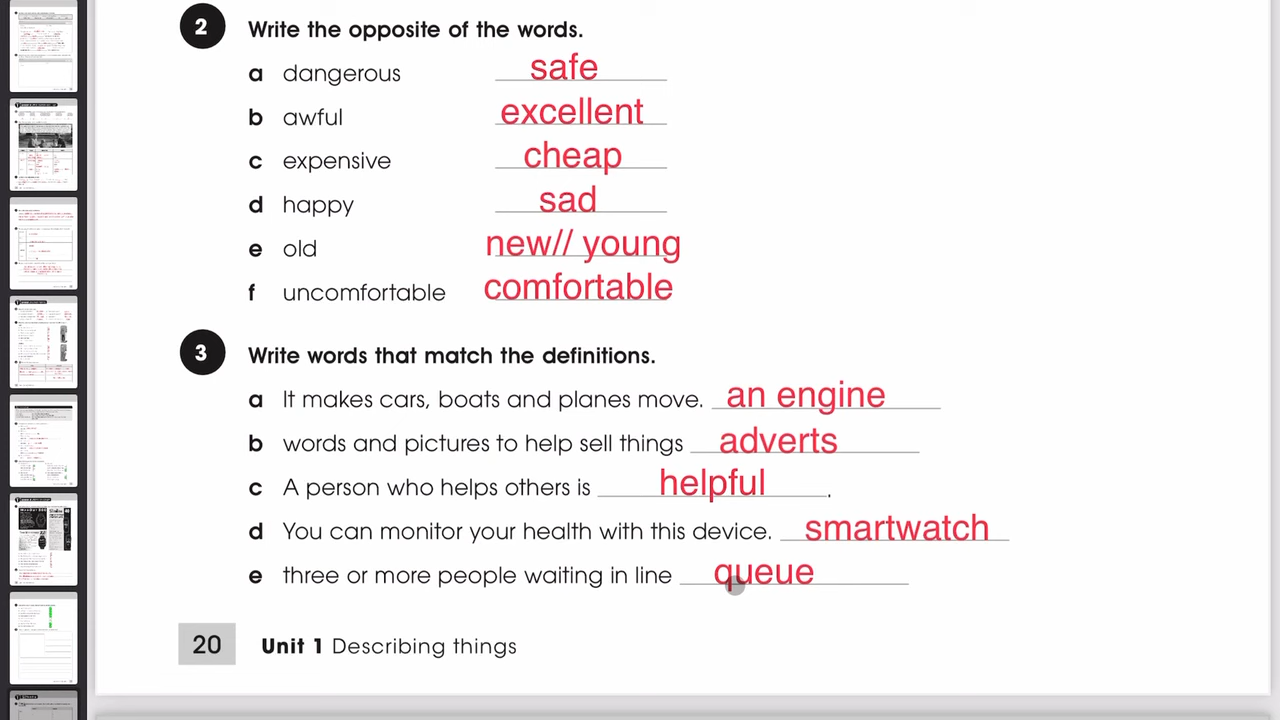 2 Write the opposite of the words.
a dangerous safe
b awful excellent
c expensive cheap
d happy sad
e old new// young
f uncomfortable comfortable
3 Write words that match the definitions.
a It makes cars, boats and planes move. an engine
b words and pictures to help sell things adverts
c A person who helps others is helpful.
d You can monitor your health with this device. smartwatch
e three or more people waiting in line queue
20 Unit 1 Describing things